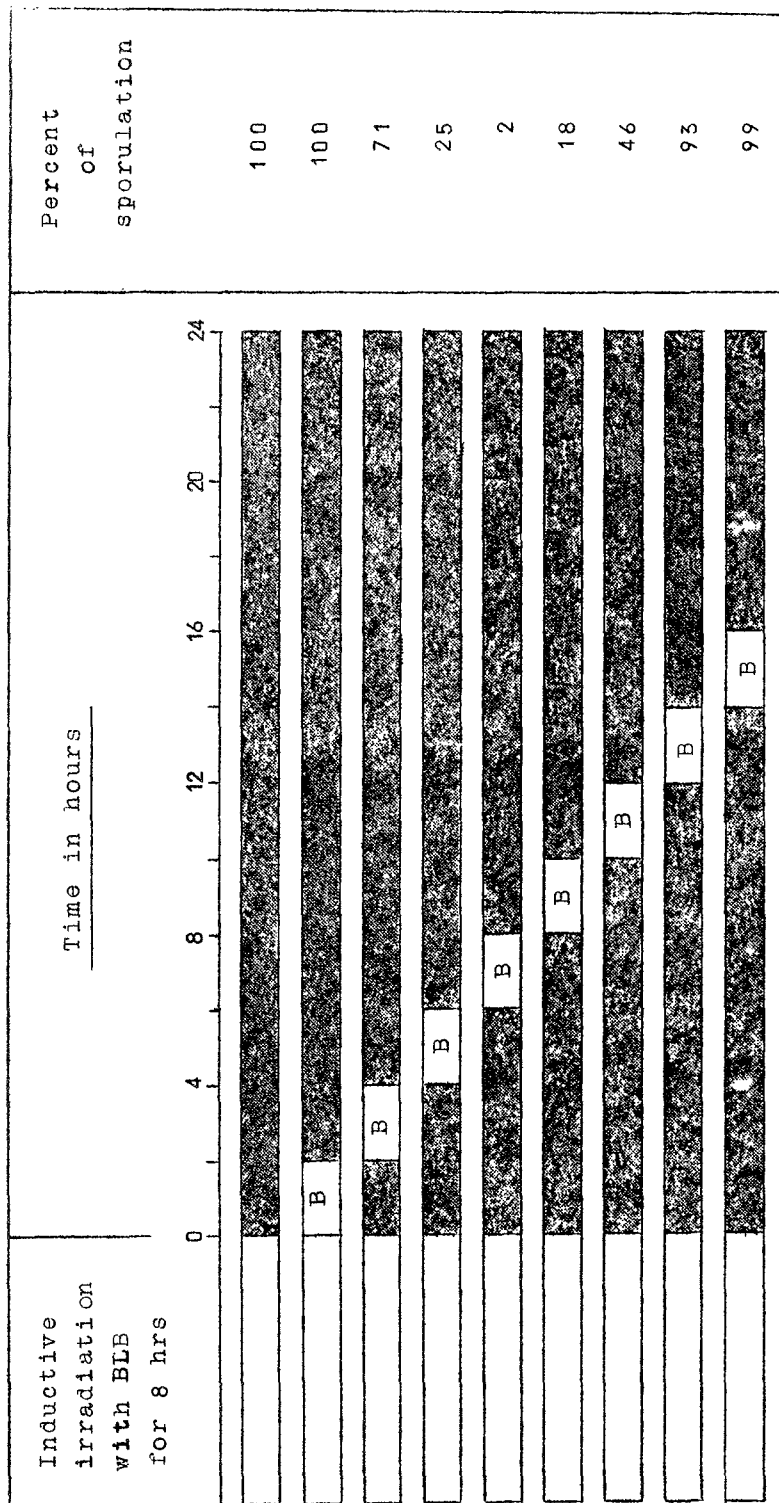 Inductive
irradiation
with BLB
for 8 hrs
Time in hours
0 4 8 12 16 20 24
Percent
of
sporulation
100
B 100
B 71
B 25
B 2
B 18
B 46
B 93
B 99